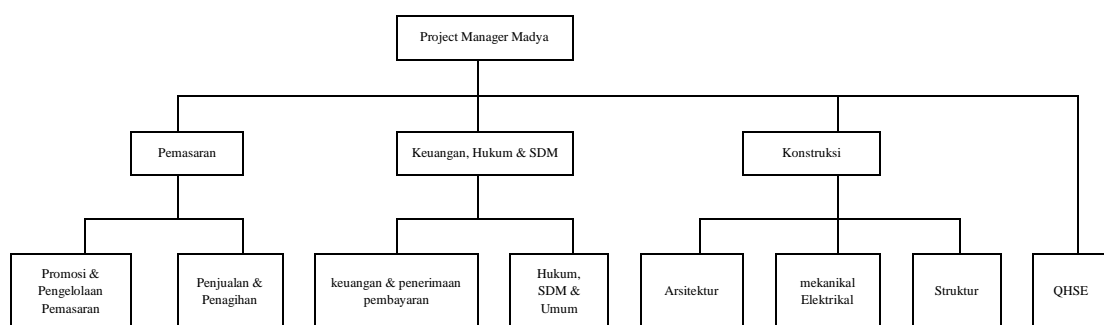 Project Manager Madya
Pemasaran
Keuangan, Hukum & SDM
Konstruksi
Promosi &
Pengelolaan
Pemasaran
Penjualan &
Penagihan
keuangan & penerimaan
pembayaran
Hukum,
SDM &
Umum
Arsitektur
mekanikal
Elektrikal
Struktur
QHSE